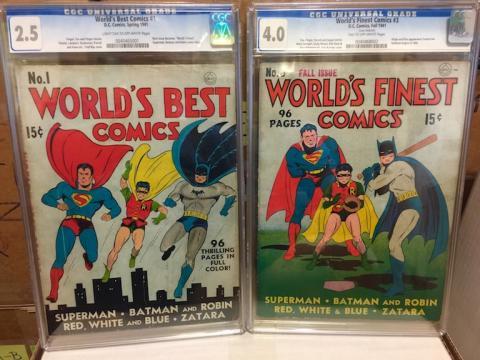 CGC UNIVERSAL GRADE
2.5
World's Best Comics #1
D.C. Comics, Spring 1941
No.1
WORLD'S BEST
COMICS
15¢
96
THRILLING
PAGES IN
FULL
COLOR!
SUPERMAN • BATMAN AND ROBIN
RED, WHITE AND BLUE • ZATARA
CGC UNIVERSAL GRADE
4.0
World's Finest Comics #3
D.C. Comics, Fall 1941
No.3 FALL ISSUE
WORLD'S FINEST
COMICS
96
PAGES
15¢
SUPERMAN • BATMAN AND ROBIN
RED, WHITE & BLUE • ZATARA